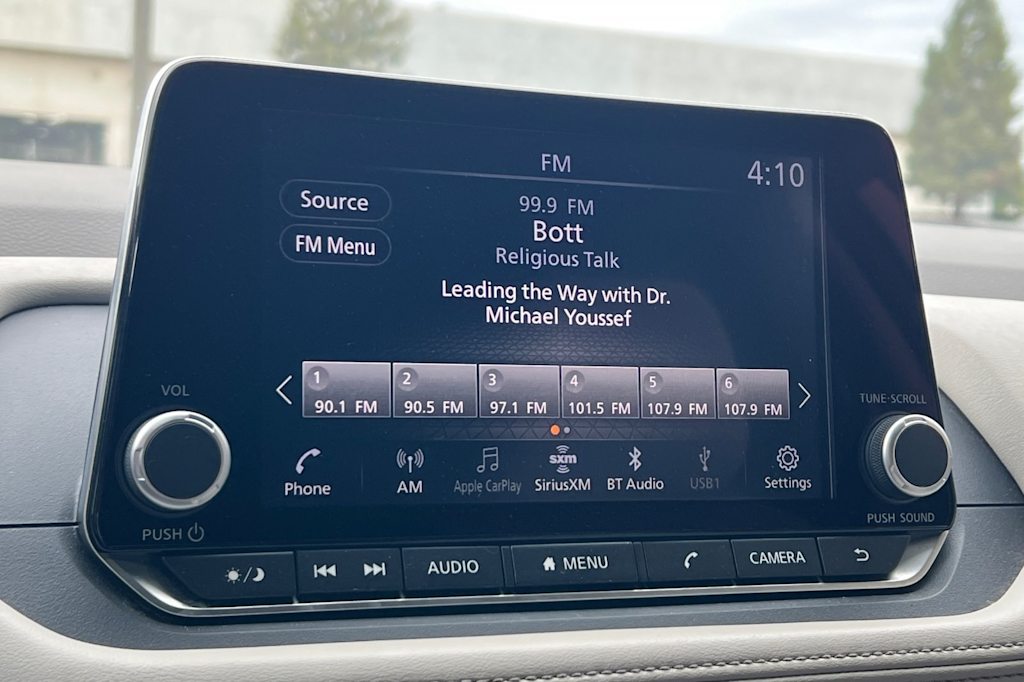 FM
4:10
Source
99.9 FM
Bott
FM Menu
Religious Talk
Leading the Way with Dr.
Michael Youssef
1 2 3 4 5 6
90.1 FM 90.5 FM 97.1 FM 101.5 FM 107.9 FM 107.9 FM
VOL
TUNE·SCROLL
sxm
Phone AM Apple CarPlay SiriusXM BT Audio USB1 Settings
PUSH
PUSH SOUND
AUDIO MENU CAMERA